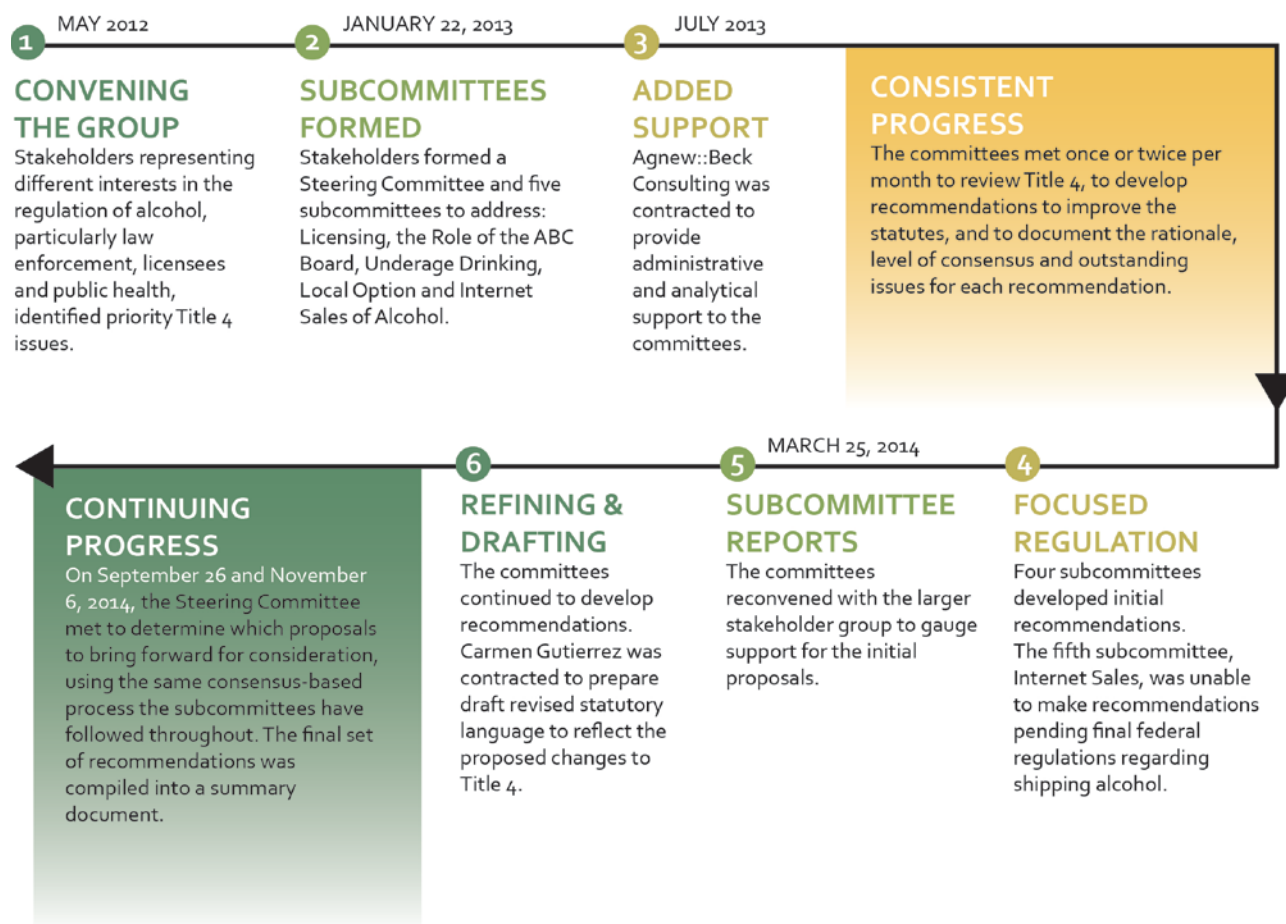 1
MAY 2012
CONVENING
THE GROUP
Stakeholders representing
different interests in the
regulation of alcohol,
particularly law
enforcement, licensees
and public health,
identified priority Title 4
issues.
2
JANUARY 22, 2013
SUBCOMMITTEES
FORMED
Stakeholders formed a
Steering Committee and five
subcommittees to address:
Licensing, the Role of the ABC
Board, Underage Drinking,
Local Option and Internet
Sales of Alcohol.
3
JULY 2013
ADDED
SUPPORT
Agnew::Beck
Consulting was
contracted to
provide
administrative
and analytical
support to the
committees.
CONSISTENT
PROGRESS
The committees met once or twice per
month to review Title 4, to develop
recommendations to improve the
statutes, and to document the rationale,
level of consensus and outstanding
issues for each recommendation.
4
FOCUSED
REGULATION
Four subcommittees
developed initial
recommendations.
The fifth subcommittee,
Internet Sales, was unable
to make recommendations
pending final federal
regulations regarding
shipping alcohol.
5
MARCH 25, 2014
SUBCOMMITTEE
REPORTS
The committees
reconvened with the larger
stakeholder group to gauge
support for the initial
proposals.
6
REFINING &
DRAFTING
The committees
continued to develop
recommendations.
Carmen Gutierrez was
contracted to prepare
draft revised statutory
language to reflect the
proposed changes to
Title 4.
CONTINUING
PROGRESS
On September 26 and November
6, 2014, the Steering Committee
met to determine which proposals
to bring forward for consideration,
using the same consensus-based
process the subcommittees have
followed throughout. The final set
of recommendations was
compiled into a summary
document.